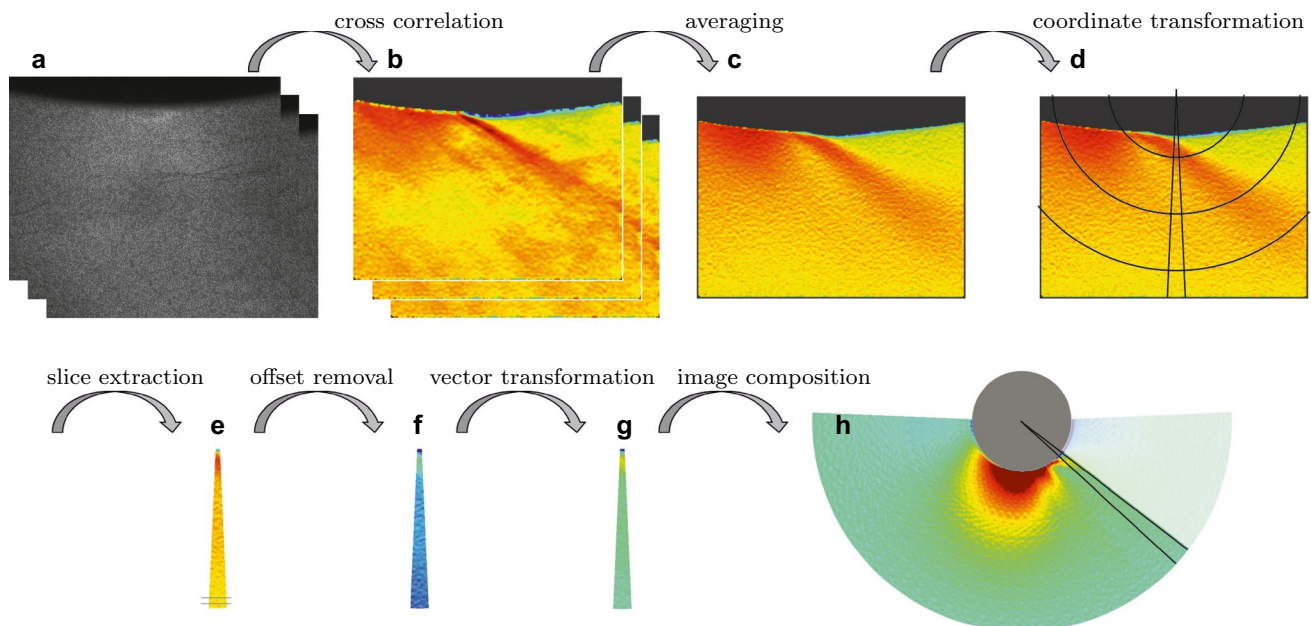 cross correlation
averaging
coordinate transformation
a
b
c
d
slice extraction
offset removal
vector transformation
image composition
e
f
g
h